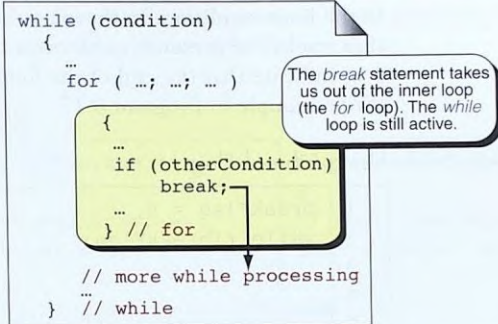 while (condition)
{
…
for ( …; …; … )
The break statement takes
us out of the inner loop
(the for loop). The while
loop is still active.
{
…
if (otherCondition)
break;
…
} // for
// more while processing
…
} // while